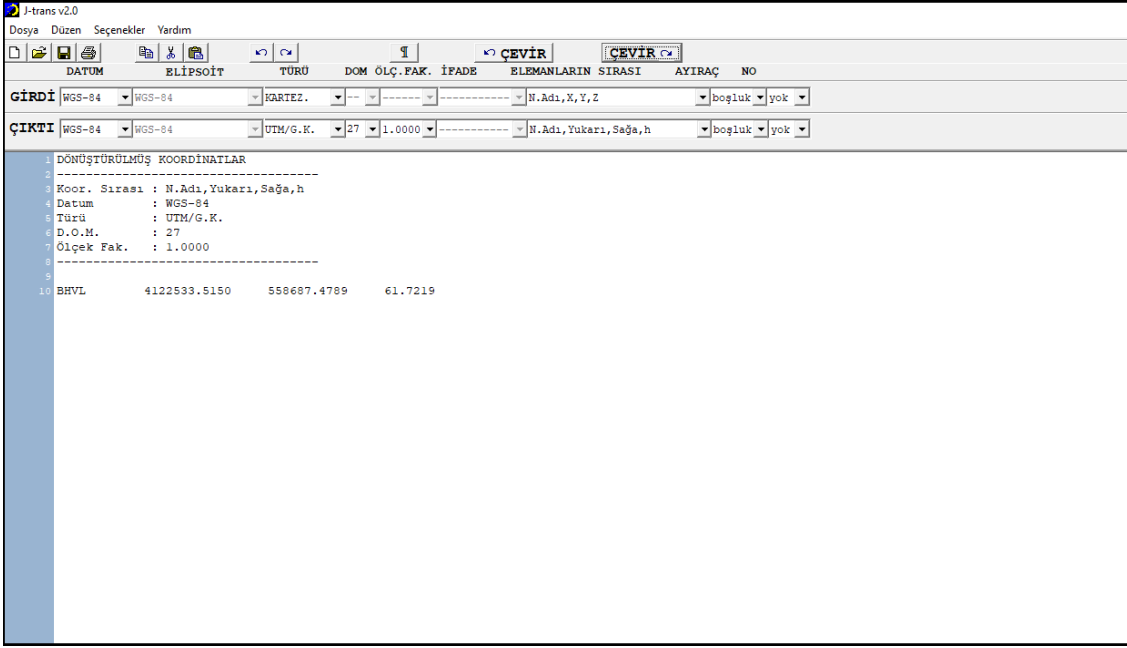 J-trans v2.0
Dosya Düzen Seçenekler Yardım
¶ ÇEVİR ÇEVİR
DATUM ELİPSOİT TÜRÜ DOM ÖLÇ.FAK. İFADE ELEMANLARIN SIRASI AYIRAÇ NO
GİRDİ WGS-84 WGS-84 KARTEZ. -- ------ ----------- N.Adı,X,Y,Z boşluk yok
ÇIKTI WGS-84 WGS-84 UTM/G.K. 27 1.0000 ----------- N.Adı,Yukarı,Sağa,h boşluk yok
1 DÖNÜŞTÜRÜLMÜŞ KOORDİNATLAR
2 ------------------------------------
3 Koor. Sırası : N.Adı,Yukarı,Sağa,h
4 Datum : WGS-84
5 Türü : UTM/G.K.
6 D.O.M. : 27
7 Ölçek Fak. : 1.0000
8 ------------------------------------
9
10 BHVL 4122533.5150 558687.4789 61.7219